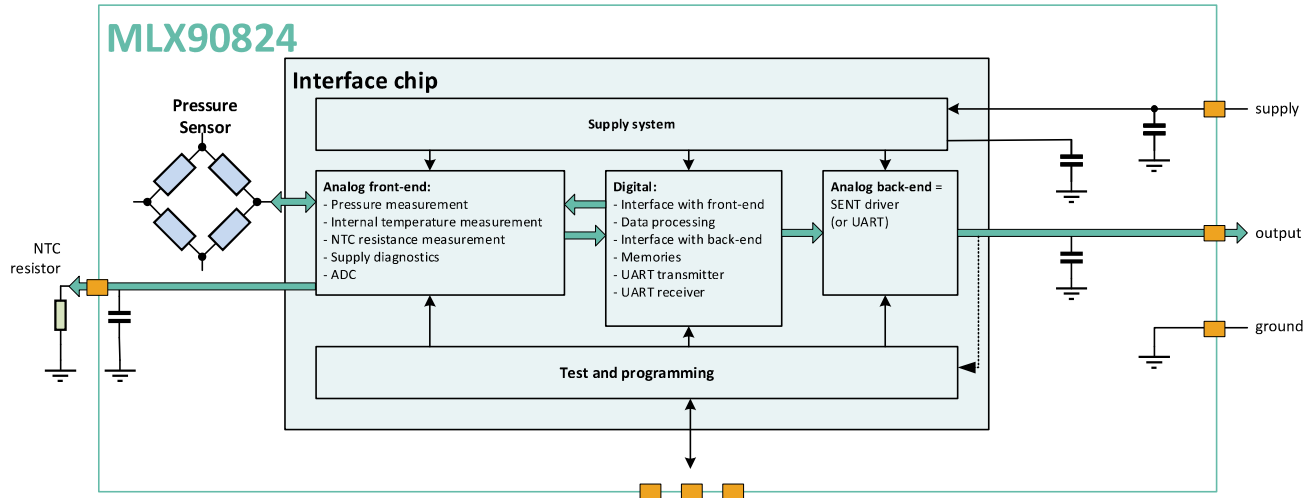 MLX90824
Interface chip
Pressure
Sensor
Supply system
supply
Analog front-end:
- Pressure measurement
- Internal temperature measurement
- NTC resistance measurement
- Supply diagnostics
- ADC
Digital:
- Interface with front-end
- Data processing
- Interface with back-end
- Memories
- UART transmitter
- UART receiver
Analog back-end =
SENT driver
(or UART)
output
NTC
resistor
ground
Test and programming